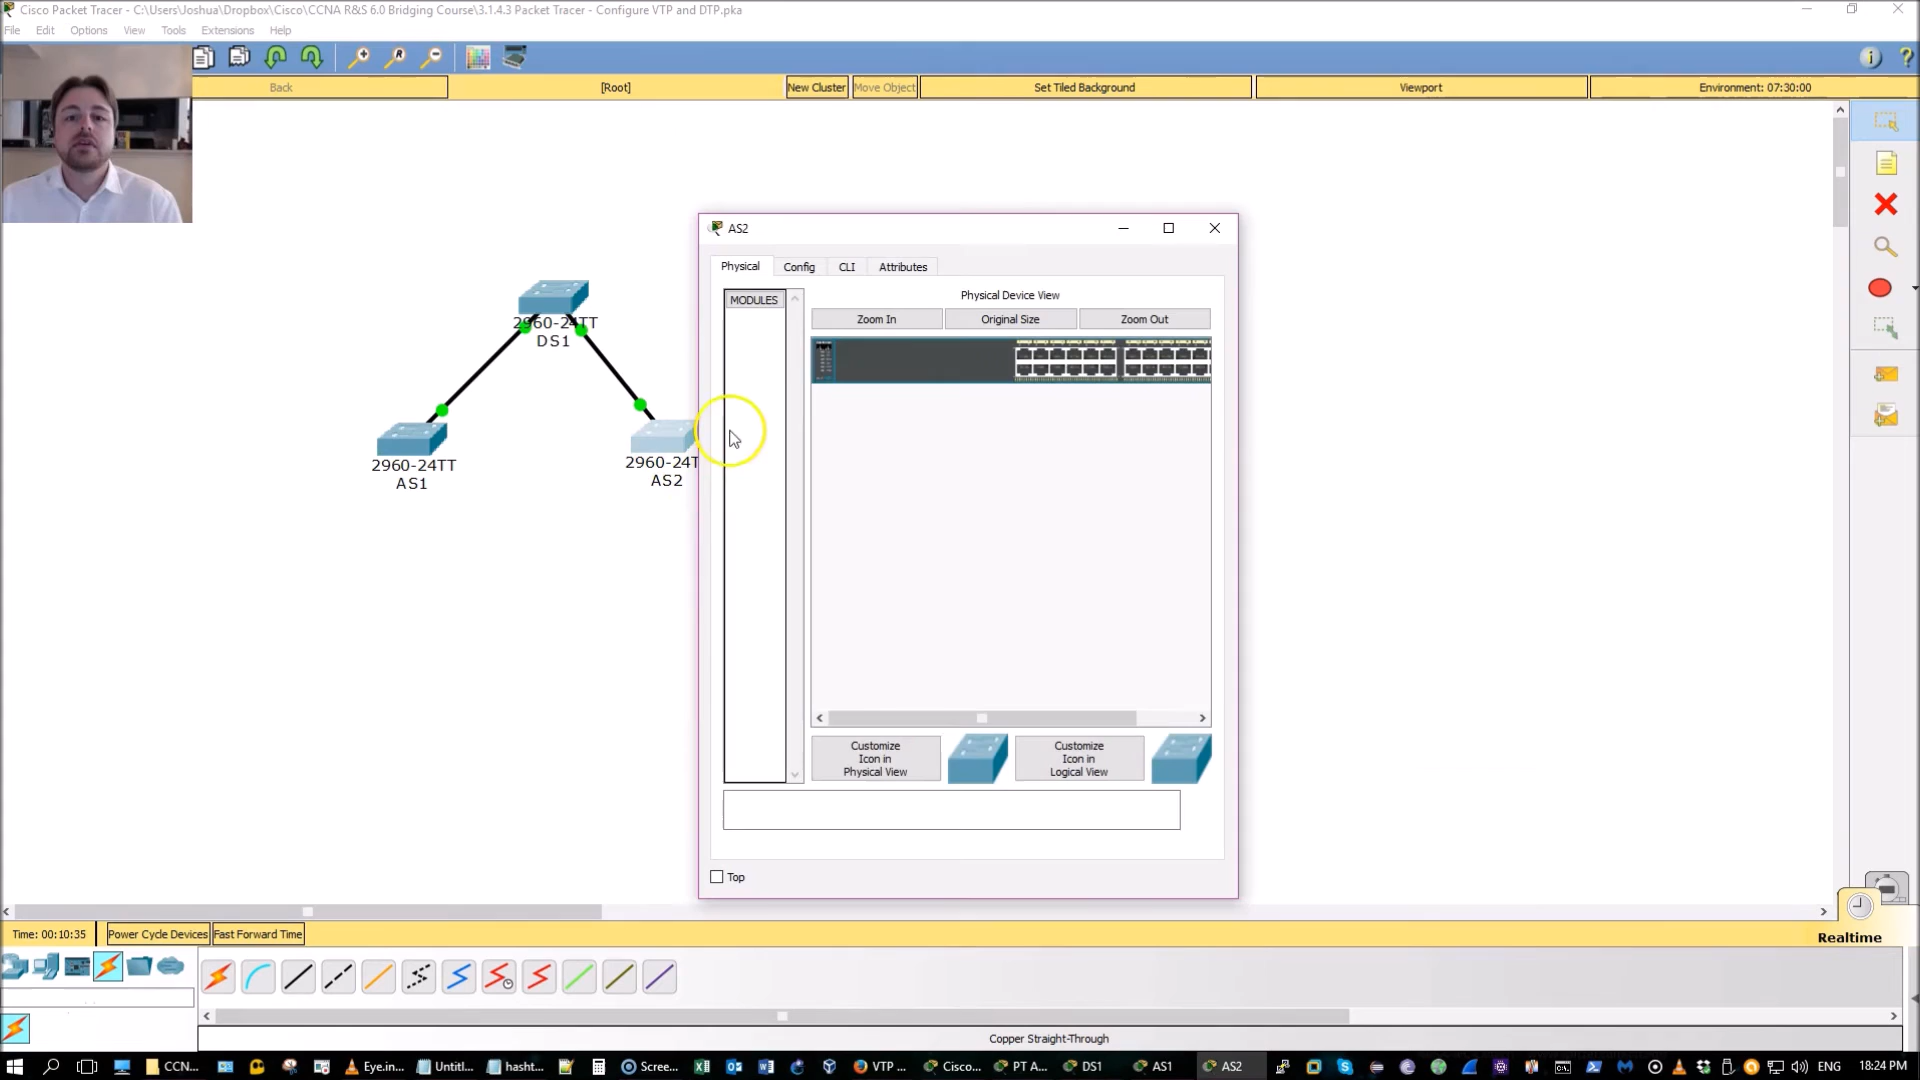 Cisco Packet Tracer - C:\Users\Joshua\Dropbox\Cisco\CCNA R&S 6.0 Bridging Course\3.1.4.3 Packet Tracer - Configure VTP and DTP.pka
File Edit Options View Tools Extensions Help
Back [Root] New Cluster Move Object Set Tiled Background Viewport Environment: 07:30:00
AS2
Physical Config CLI Attributes
MODULES
Physical Device View
Zoom In Original Size Zoom Out
2960-24TT
DS1
2960-24TT
AS1
2960-24T
AS2
Customize
Icon in
Physical View
Customize
Icon in
Logical View
Top
Time: 00:10:35 Power Cycle Devices Fast Forward Time
Realtime
Copper Straight-Through
CCN... Eye.in... Untitl... hasht... Scree... VTP ... Cisco... PT A... DS1 AS1 AS2 ENG 18:24 PM